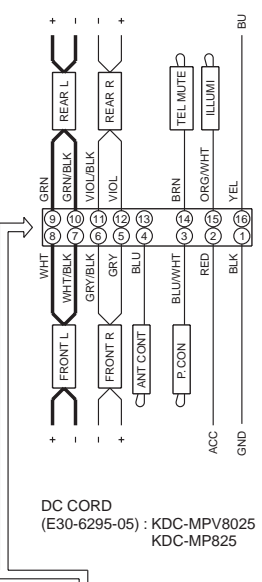 + - - + BU
REAR L REAR R TEL MUTE ILLUMI
GRN GRN/BLK VIOL/BLK VIOL BRN ORG/WHT YEL
9 10 11 12 13 14 15 16
8 7 6 5 4 3 2 1
WHT WHT/BLK GRY/BLK GRY BLU BLU/WHT RED BLK
FRONT L FRONT R ANT CONT P. CON
+ - - + ACC GND
DC CORD
(E30-6295-05) : KDC-MPV8025
KDC-MP825